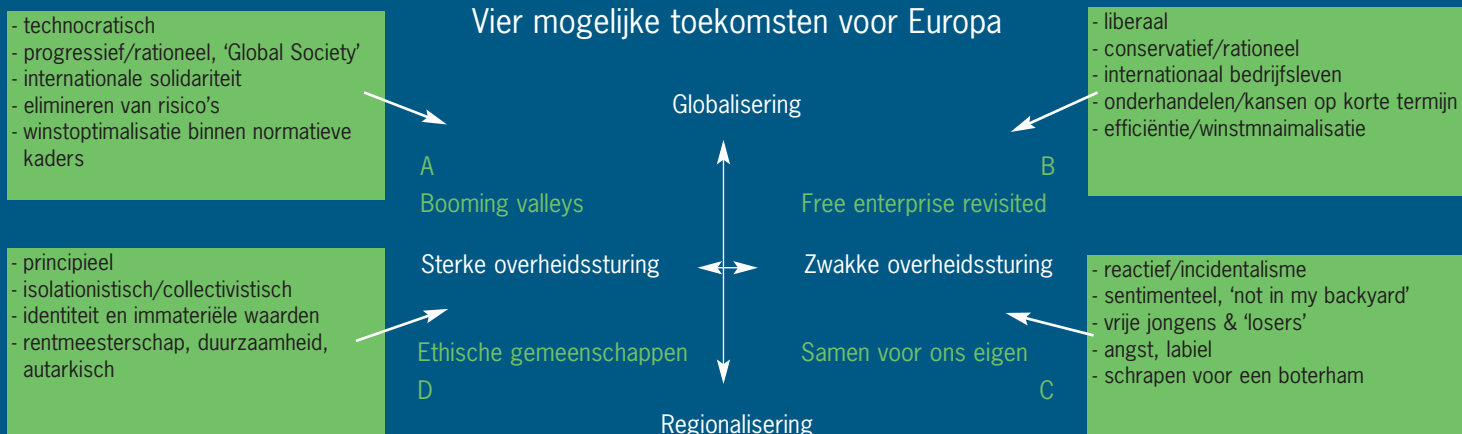 Vier mogelijke toekomsten voor Europa
- technocratisch
- progressief/rationeel, ‘Global Society’
- internationale solidariteit
- elimineren van risico’s
- winstoptimalisatie binnen normatieve
kaders
- liberaal
- conservatief/rationeel
- internationaal bedrijfsleven
- onderhandelen/kansen op korte termijn
- efficiëntie/winstmnaimalisatie
Globalisering
A
B
Booming valleys
Free enterprise revisited
Sterke overheidssturing
Zwakke overheidssturing
- principieel
- isolationistisch/collectivistisch
- identiteit en immateriële waarden
- rentmeesterschap, duurzaamheid,
autarkisch
- reactief/incidentalisme
- sentimenteel, ‘not in my backyard’
- vrije jongens & ‘losers’
- angst, labiel
- schrapen voor een boterham
Ethische gemeenschappen
Samen voor ons eigen
D
C
Regionalisering